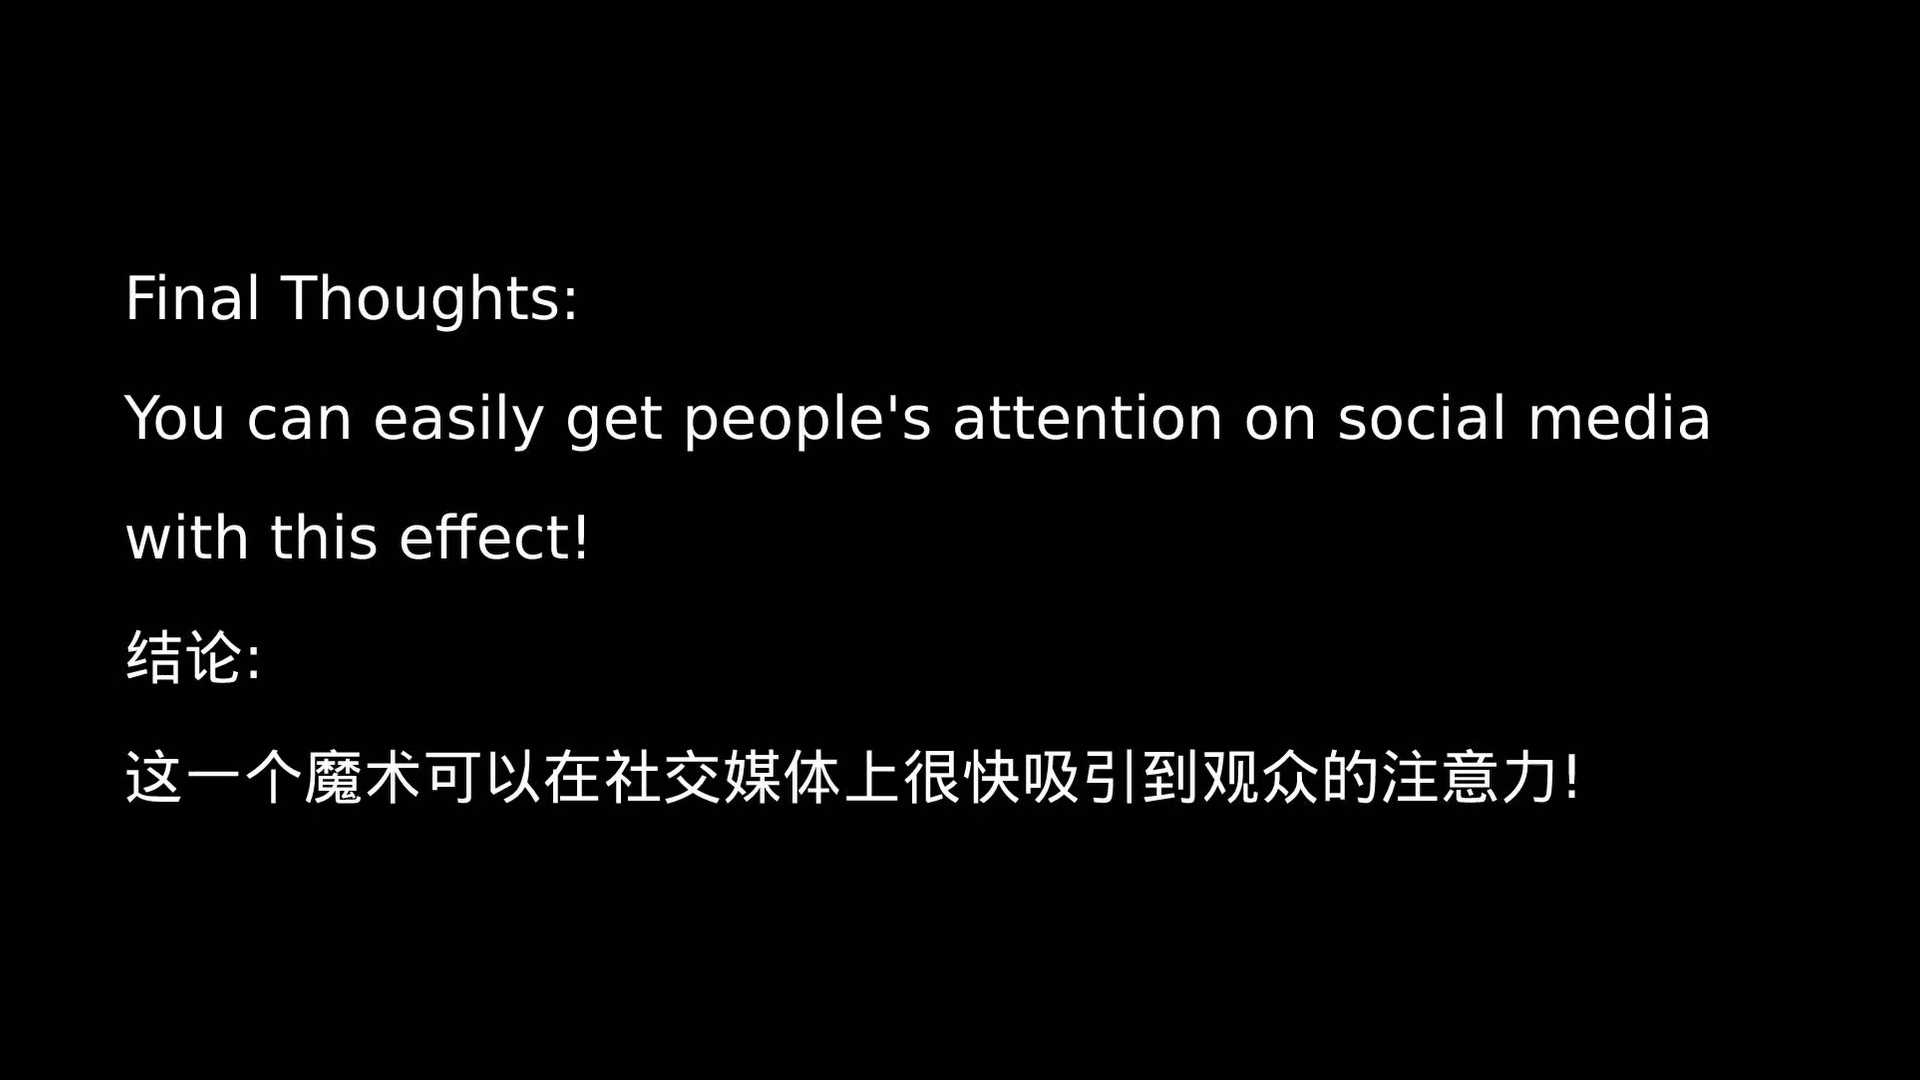 Final Thoughts:
You can easily get people's attention on social media
with this effect!
结论:
这一个魔术可以在社交媒体上很快吸引到观众的注意力!